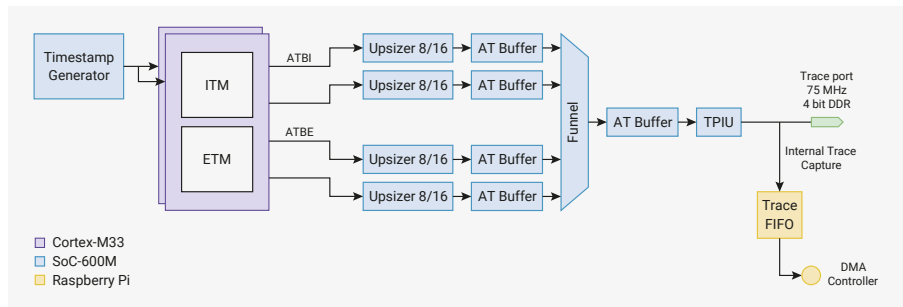 Timestamp
Generator
ITM
ETM
ATBI
ATBE
Upsizer 8/16
AT Buffer
Upsizer 8/16
AT Buffer
Upsizer 8/16
AT Buffer
Upsizer 8/16
AT Buffer
Funnel
AT Buffer
TPIU
Trace port
75 MHz
4 bit DDR
Internal Trace
Capture
Trace
FIFO
DMA
Controller
Cortex-M33
SoC-600M
Raspberry Pi